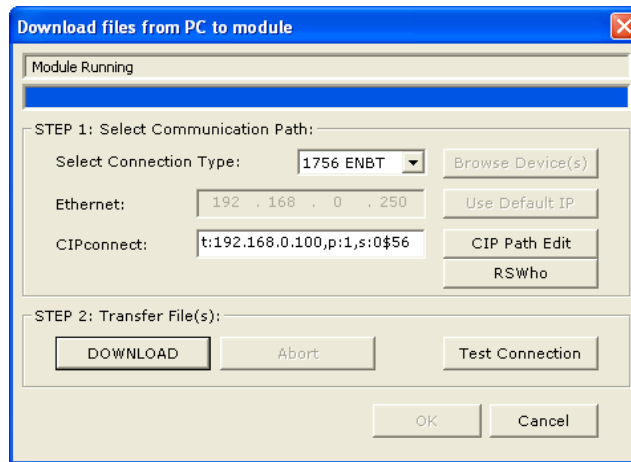 Download files from PC to module
Module Running
STEP 1: Select Communication Path:
Select Connection Type: 1756 ENBT Browse Device(s)
Ethernet: 192 . 168 . 0 . 250 Use Default IP
CIPconnect: t:192.168.0.100,p:1,s:0$56 CIP Path Edit
RSWho
STEP 2: Transfer File(s):
DOWNLOAD Abort Test Connection
OK Cancel